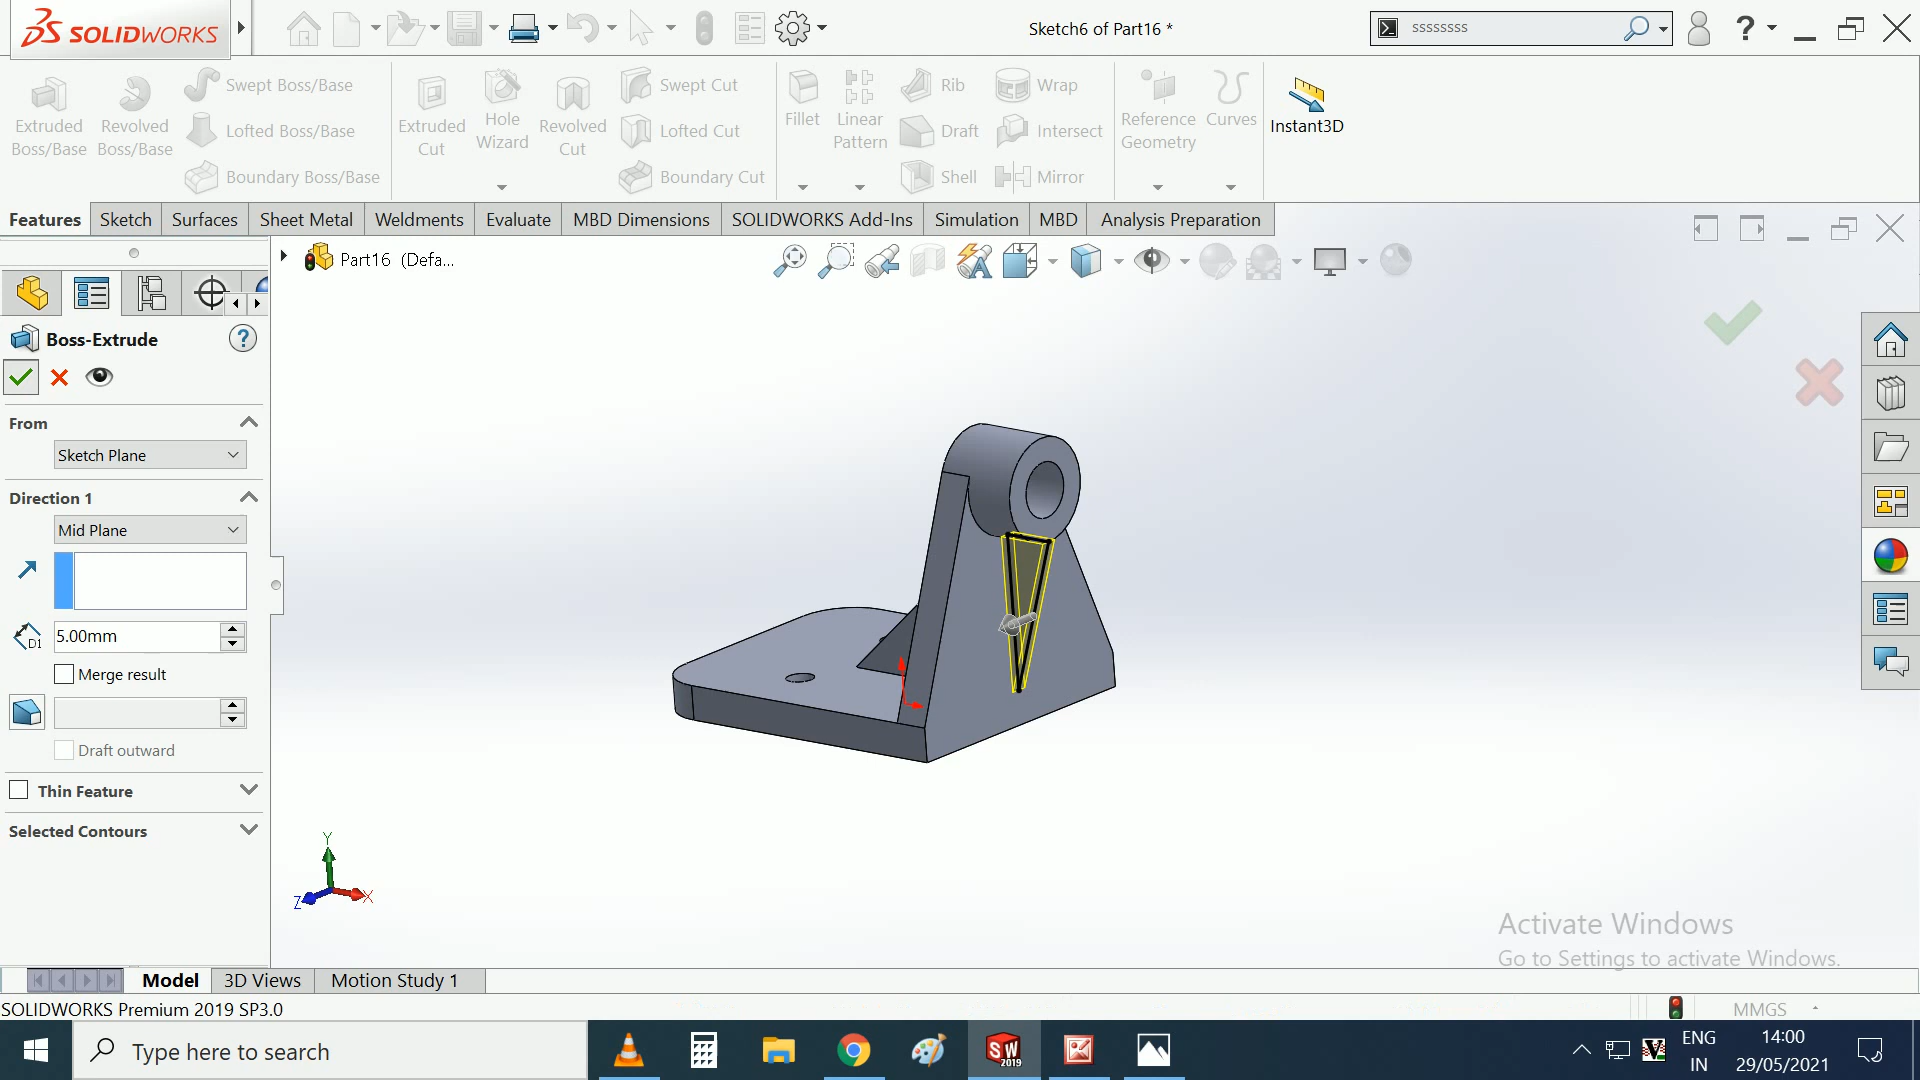 SOLIDWORKS
Sketch6 of Part16 *
ssssssss
?
Extruded Boss/Base
Revolved Boss/Base
Swept Boss/Base
Lofted Boss/Base
Boundary Boss/Base
Extruded Cut
Hole Wizard
Revolved Cut
Swept Cut
Lofted Cut
Boundary Cut
Fillet
Linear Pattern
Rib
Draft
Shell
Wrap
Intersect
Mirror
Reference Geometry
Curves
Instant3D
Features Sketch Surfaces Sheet Metal Weldments Evaluate MBD Dimensions SOLIDWORKS Add-Ins Simulation MBD Analysis Preparation
Part16 (Defa...
Boss-Extrude
?
From
Sketch Plane
Direction 1
Mid Plane
D1
5.00mm
Merge result
Draft outward
Thin Feature
Selected Contours
Y
Z
X
Activate Windows
Go to Settings to activate Windows.
Model 3D Views Motion Study 1
SOLIDWORKS Premium 2019 SP3.0
MMGS
Type here to search
SW
2019
ENG
IN
14:00
29/05/2021